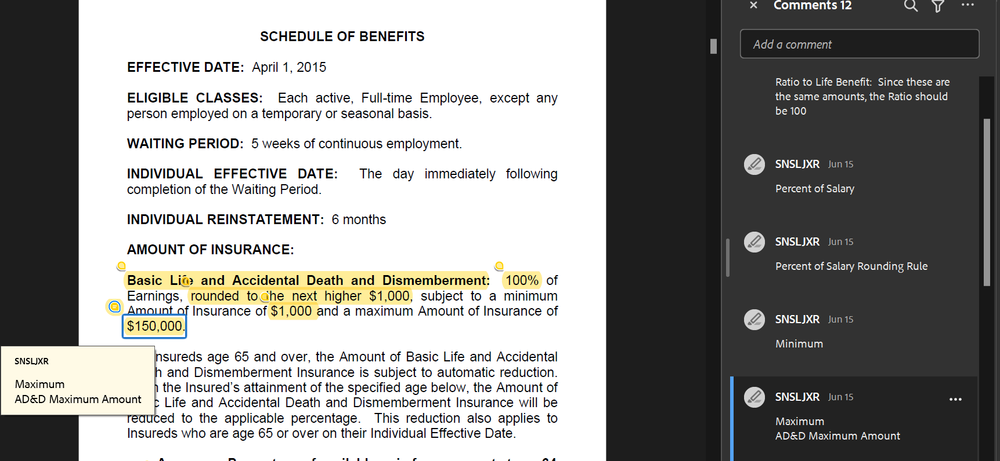 SCHEDULE OF BENEFITS
EFFECTIVE DATE: April 1, 2015
ELIGIBLE CLASSES: Each active, Full-time Employee, except any
person employed on a temporary or seasonal basis.
WAITING PERIOD: 5 weeks of continuous employment.
INDIVIDUAL EFFECTIVE DATE: The day immediately following
completion of the Waiting Period.
INDIVIDUAL REINSTATEMENT: 6 months
AMOUNT OF INSURANCE:
Basic Life and Accidental Death and Dismemberment: 100% of
Earnings, rounded to the next higher $1,000, subject to a minimum
Amount of Insurance of $1,000 and a maximum Amount of Insurance of
$150,000.
nsureds age 65 and over, the Amount of Basic Life and Accidental
h and Dismemberment Insurance is subject to automatic reduction.
the Insured's attainment of the specified age below, the Amount of
c Life and Accidental Death and Dismemberment Insurance will be
reduced to the applicable percentage. This reduction also applies to
Insureds who are age 65 or over on their Individual Effective Date.
SNSLJXR
Maximum
AD&D Maximum Amount
Comments 12
Add a comment
Ratio to Life Benefit: Since these are
the same amounts, the Ratio should
be 100
SNSLJXR Jun 15
Percent of Salary
SNSLJXR Jun 15
Percent of Salary Rounding Rule
SNSLJXR Jun 15
Minimum
SNSLJXR Jun 15
Maximum
AD&D Maximum Amount